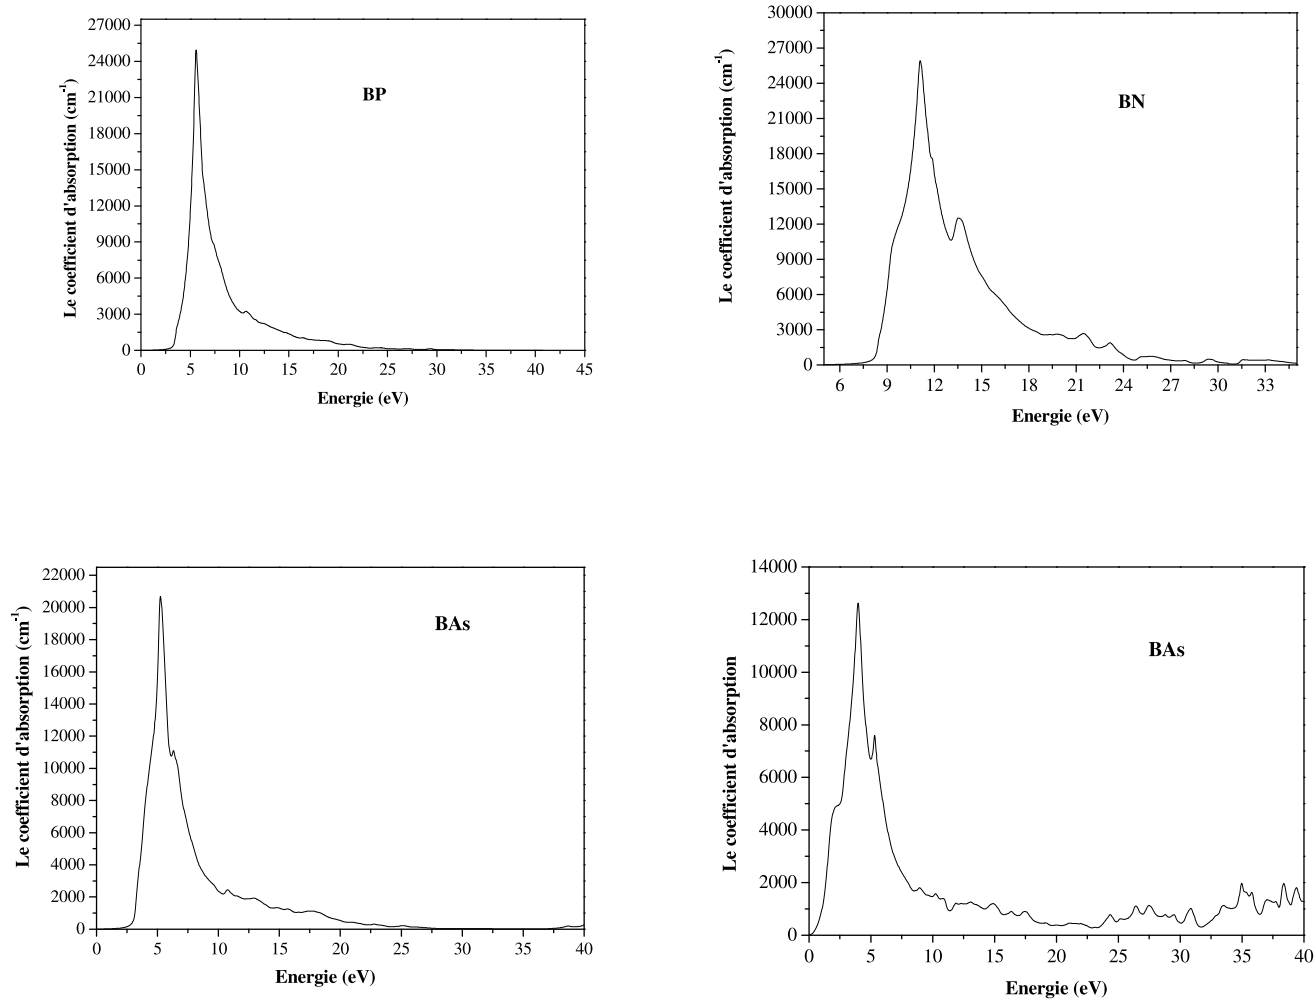 27000
24000
21000
18000
15000
12000
9000
6000
3000
0
Le coefficient d'absorption (cm-1)
BP
0 5 10 15 20 25 30 35 40 45
Energie (eV)
30000
27000
24000
21000
18000
15000
12000
9000
6000
3000
0
Le coefficient d'absorption (cm-1)
BN
6 9 12 15 18 21 24 27 30 33
Energie (eV)
22000
20000
18000
16000
14000
12000
10000
8000
6000
4000
2000
0
Le coefficient d'absorption (cm-1)
BAs
0 5 10 15 20 25 30 35 40
Energie (eV)
14000
12000
10000
8000
6000
4000
2000
0
Le coefficient d'absorption
BAs
0 5 10 15 20 25 30 35 40
Energie (eV)